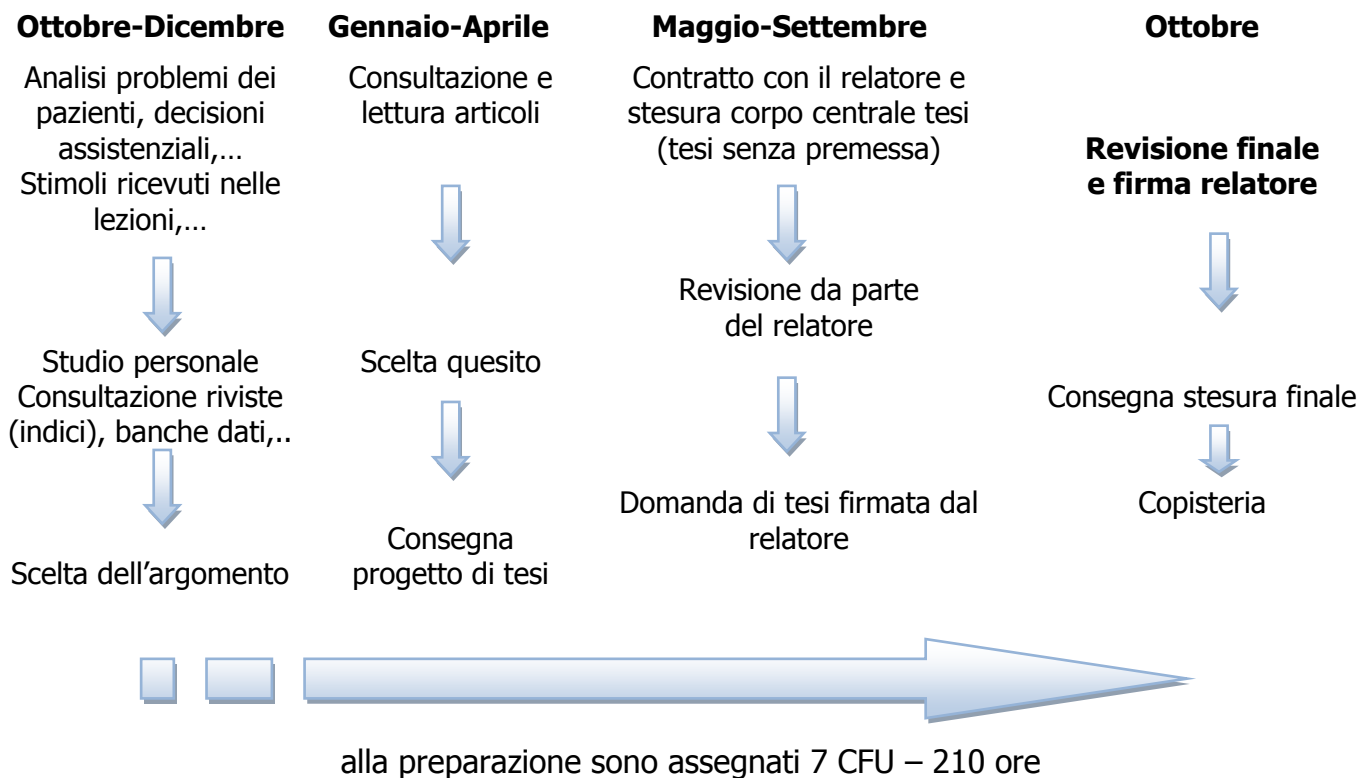 Ottobre-Dicembre
Analisi problemi dei
pazienti, decisioni
assistenziali,…
Stimoli ricevuti nelle
lezioni,…
Studio personale
Consultazione riviste
(indici), banche dati,..
Scelta dell’argomento
Gennaio-Aprile
Consultazione e
lettura articoli
Scelta quesito
Consegna
progetto di tesi
Maggio-Settembre
Contratto con il relatore e
stesura corpo centrale tesi
(tesi senza premessa)
Revisione da parte
del relatore
Domanda di tesi firmata dal
relatore
Ottobre
Revisione finale
e firma relatore
Consegna stesura finale
Copisteria
alla preparazione sono assegnati 7 CFU – 210 ore